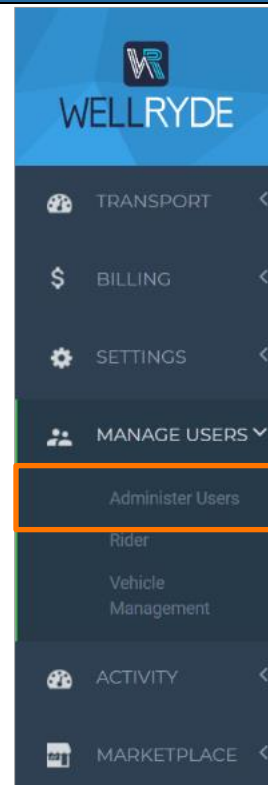 WELLRYDE
TRANSPORT
$ BILLING
SETTINGS
MANAGE USERS
Administer Users
Rider
Vehicle
Management
ACTIVITY
MARKETPLACE